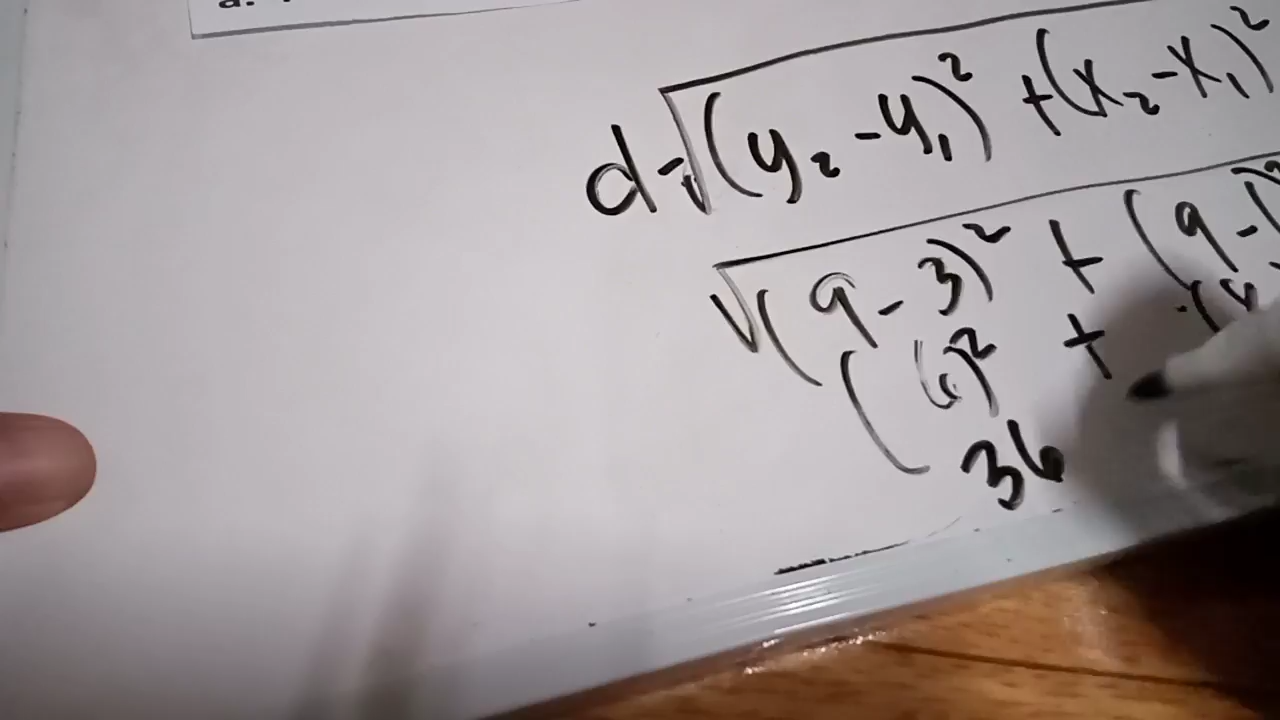 a.
d=√(y₂-y₁)² +(x₂-x₁)²
√(9-3)² + (9-
(6)² +
36